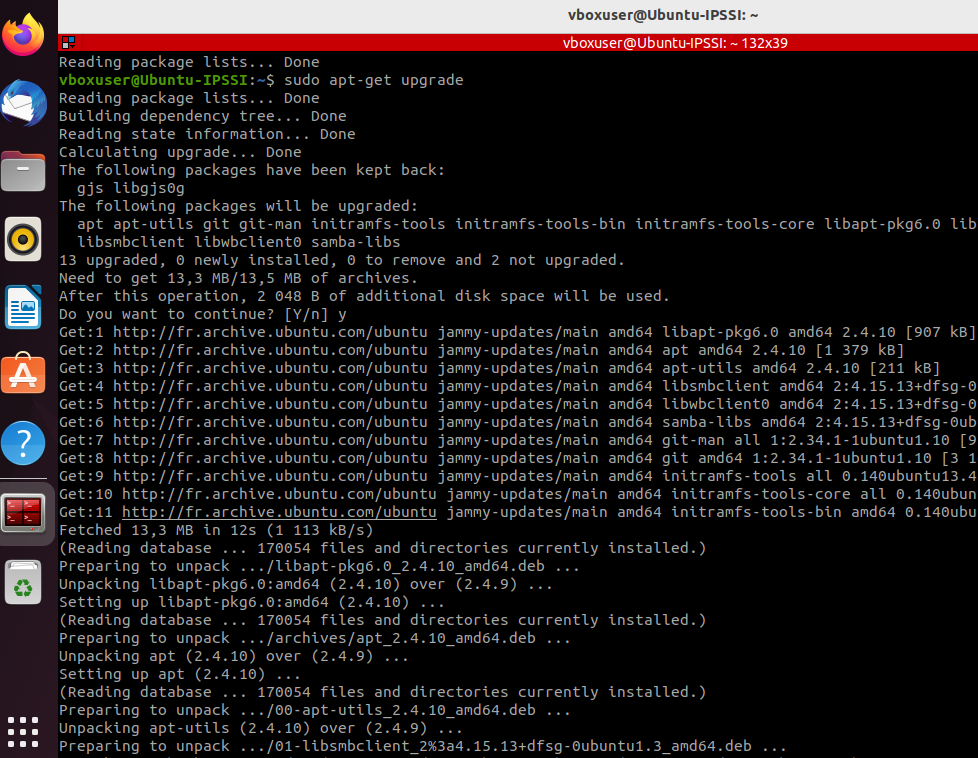 vboxuser@Ubuntu-IPSSI: ~
vboxuser@Ubuntu-IPSSI: ~ 132x39
Reading package lists... Done
vboxuser@Ubuntu-IPSSI:~$ sudo apt-get upgrade
Reading package lists... Done
Building dependency tree... Done
Reading state information... Done
Calculating upgrade... Done
The following packages have been kept back:
  gjs libgjs0g
The following packages will be upgraded:
  apt apt-utils git git-man initramfs-tools initramfs-tools-bin initramfs-tools-core libapt-pkg6.0 lib
  libsmbclient libwbclient0 samba-libs
13 upgraded, 0 newly installed, 0 to remove and 2 not upgraded.
Need to get 13,3 MB/13,5 MB of archives.
After this operation, 2 048 B of additional disk space will be used.
Do you want to continue? [Y/n] y
Get:1 http://fr.archive.ubuntu.com/ubuntu jammy-updates/main amd64 libapt-pkg6.0 amd64 2.4.10 [907 kB]
Get:2 http://fr.archive.ubuntu.com/ubuntu jammy-updates/main amd64 apt amd64 2.4.10 [1 379 kB]
Get:3 http://fr.archive.ubuntu.com/ubuntu jammy-updates/main amd64 apt-utils amd64 2.4.10 [211 kB]
Get:4 http://fr.archive.ubuntu.com/ubuntu jammy-updates/main amd64 libsmbclient amd64 2:4.15.13+dfsg-0
Get:5 http://fr.archive.ubuntu.com/ubuntu jammy-updates/main amd64 libwbclient0 amd64 2:4.15.13+dfsg-0
Get:6 http://fr.archive.ubuntu.com/ubuntu jammy-updates/main amd64 samba-libs amd64 2:4.15.13+dfsg-0ub
Get:7 http://fr.archive.ubuntu.com/ubuntu jammy-updates/main amd64 git-man all 1:2.34.1-1ubuntu1.10 [9
Get:8 http://fr.archive.ubuntu.com/ubuntu jammy-updates/main amd64 git amd64 1:2.34.1-1ubuntu1.10 [3 1
Get:9 http://fr.archive.ubuntu.com/ubuntu jammy-updates/main amd64 initramfs-tools all 0.140ubuntu13.4
Get:10 http://fr.archive.ubuntu.com/ubuntu jammy-updates/main amd64 initramfs-tools-core all 0.140ubun
Get:11 http://fr.archive.ubuntu.com/ubuntu jammy-updates/main amd64 initramfs-tools-bin amd64 0.140ubu
Fetched 13,3 MB in 12s (1 113 kB/s)
(Reading database ... 170054 files and directories currently installed.)
Preparing to unpack .../libapt-pkg6.0_2.4.10_amd64.deb ...
Unpacking libapt-pkg6.0:amd64 (2.4.10) over (2.4.9) ...
Setting up libapt-pkg6.0:amd64 (2.4.10) ...
(Reading database ... 170054 files and directories currently installed.)
Preparing to unpack .../archives/apt_2.4.10_amd64.deb ...
Unpacking apt (2.4.10) over (2.4.9) ...
Setting up apt (2.4.10) ...
(Reading database ... 170054 files and directories currently installed.)
Preparing to unpack .../00-apt-utils_2.4.10_amd64.deb ...
Unpacking apt-utils (2.4.10) over (2.4.9) ...
Preparing to unpack .../01-libsmbclient_2%3a4.15.13+dfsg-0ubuntu1.3_amd64.deb ...